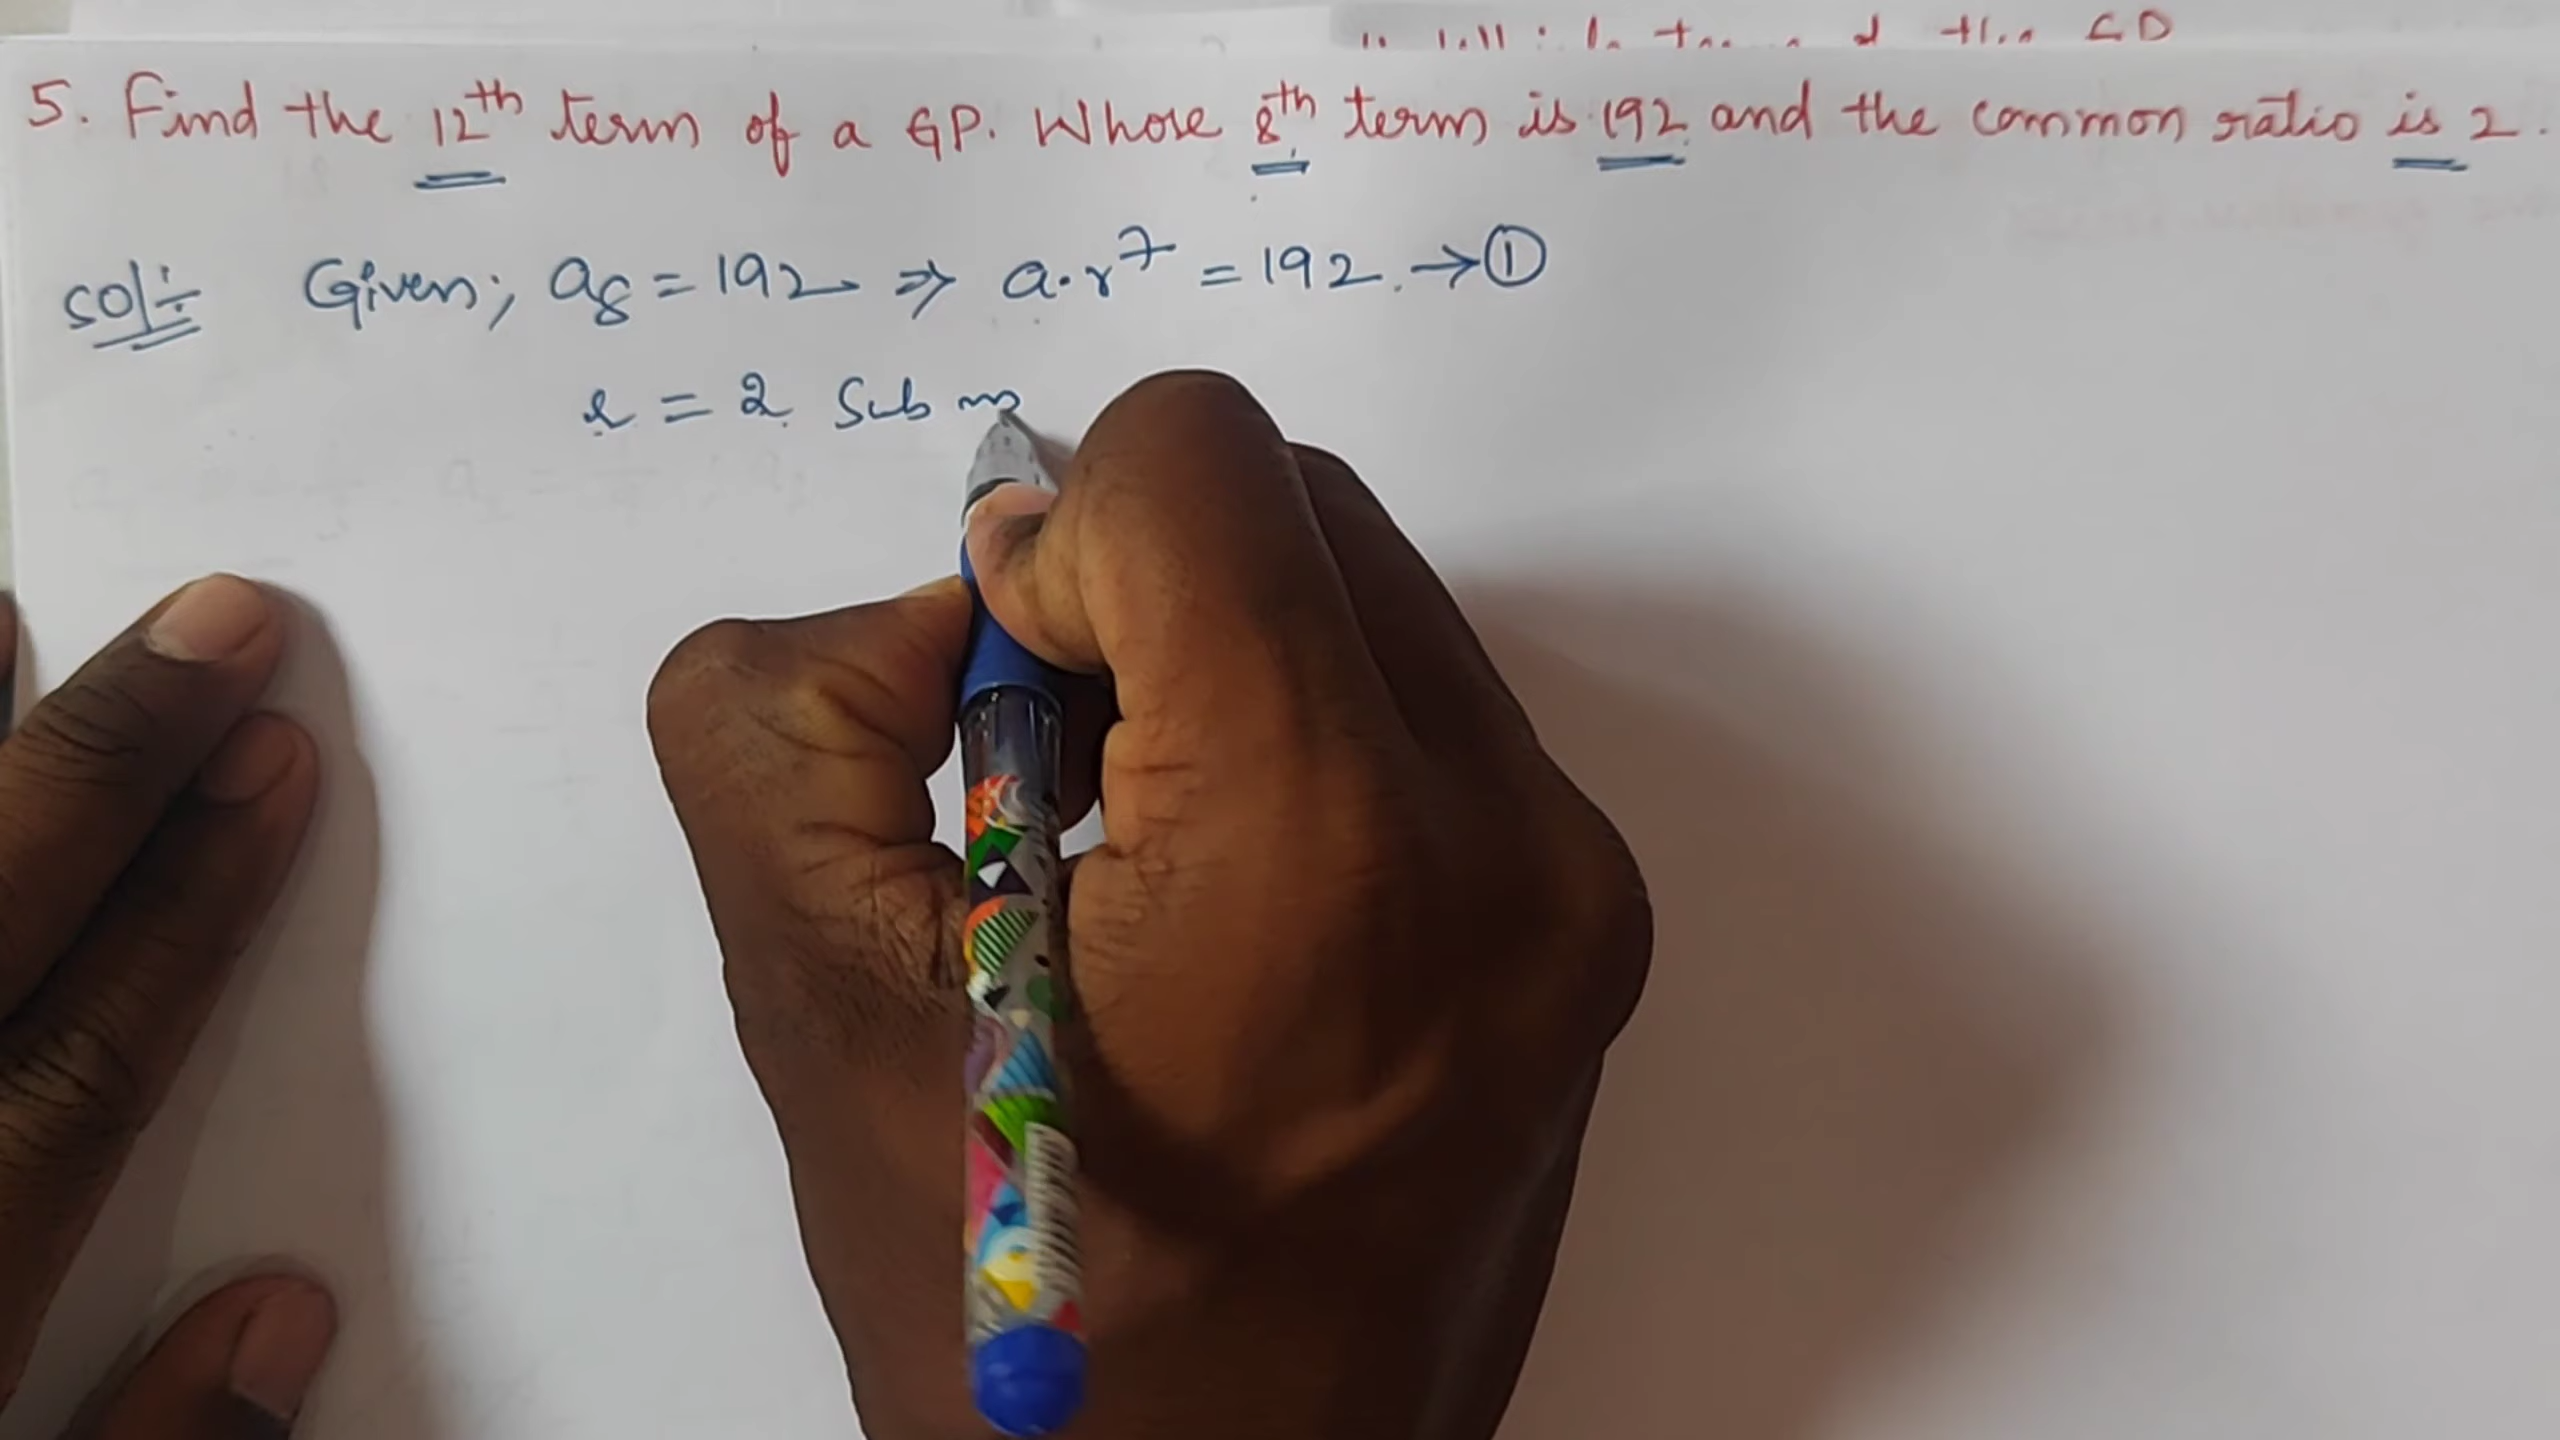 5. Find the 12th term of a GP. Whose 8th term is 192 and the common ratio is 2.
Sol:- Given; a₈ = 192 ⇒ a·r⁷ = 192. → ①
r = 2 Sub in